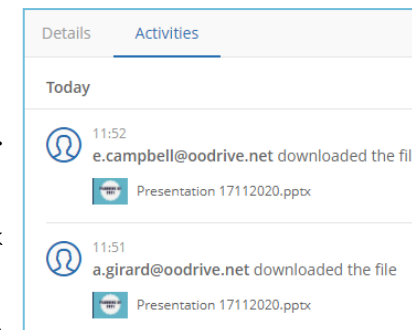 Details Activities
Today
11:52
e.campbell@oodrive.net downloaded the fil
Presentation 17112020.pptx
11:51
a.girard@oodrive.net downloaded the file
Presentation 17112020.pptx